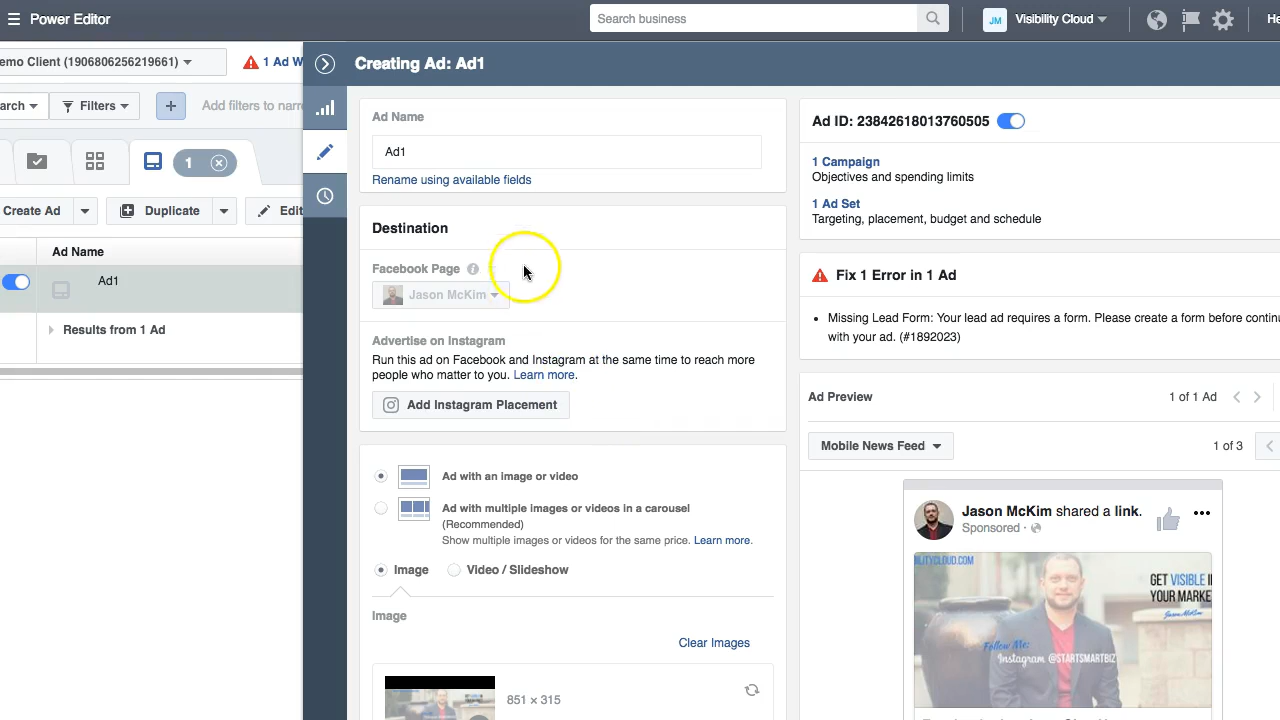 Power Editor
Search business
JM
Visibility Cloud
He
emo Client (1906806256219661)
1 Ad W
Creating Ad: Ad1
arch
Filters
+
Add filters to narr
1
Create Ad
Duplicate
Edit
Ad Name
Ad1
Results from 1 Ad
Ad Name
Ad1
Rename using available fields
Destination
Facebook Page
Jason McKim
Advertise on Instagram
Run this ad on Facebook and Instagram at the same time to reach more
people who matter to you. Learn more.
Add Instagram Placement
Ad with an image or video
Ad with multiple images or videos in a carousel
(Recommended)
Show multiple images or videos for the same price. Learn more.
Image
Video / Slideshow
Image
Clear Images
851 × 315
Ad ID: 23842618013760505
1 Campaign
Objectives and spending limits
1 Ad Set
Targeting, placement, budget and schedule
Fix 1 Error in 1 Ad
• Missing Lead Form: Your lead ad requires a form. Please create a form before continu
with your ad. (#1892023)
Ad Preview
1 of 1 Ad
Mobile News Feed
1 of 3
Jason McKim shared a link.
Sponsored
ILITYCLOUD.COM
GET VISIBLE I
YOUR MARKE
Jason McKim
Follow Me:
Instagram @STARTSMARTBIZ